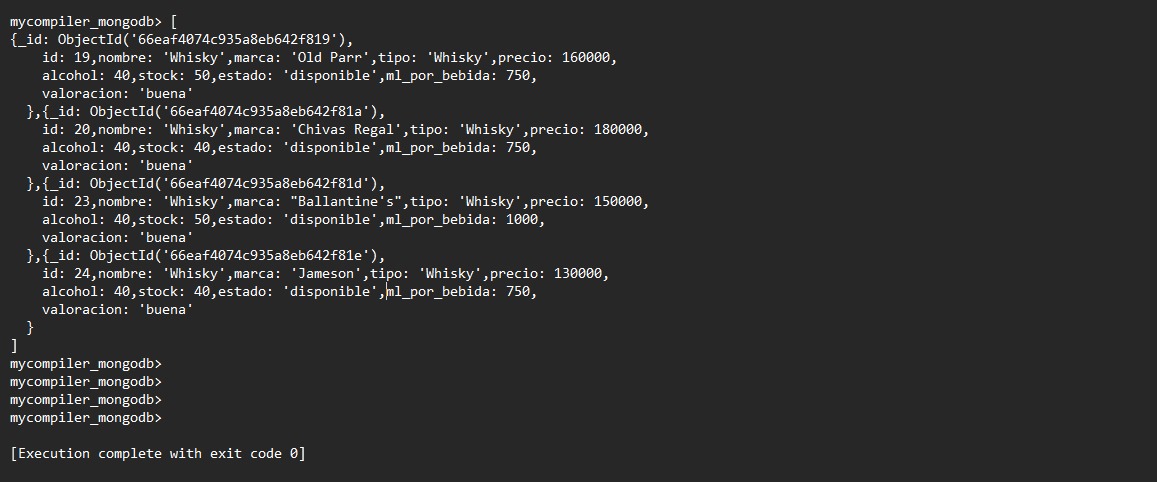 mycompiler_mongodb> [
{_id: ObjectId('66eaf4074c935a8eb642f819'),
    id: 19,nombre: 'Whisky',marca: 'Old Parr',tipo: 'Whisky',precio: 160000,
    alcohol: 40,stock: 50,estado: 'disponible',ml_por_bebida: 750,
    valoracion: 'buena'
  },{_id: ObjectId('66eaf4074c935a8eb642f81a'),
    id: 20,nombre: 'Whisky',marca: 'Chivas Regal',tipo: 'Whisky',precio: 180000,
    alcohol: 40,stock: 40,estado: 'disponible',ml_por_bebida: 750,
    valoracion: 'buena'
  },{_id: ObjectId('66eaf4074c935a8eb642f81d'),
    id: 23,nombre: 'Whisky',marca: "Ballantine's",tipo: 'Whisky',precio: 150000,
    alcohol: 40,stock: 50,estado: 'disponible',ml_por_bebida: 1000,
    valoracion: 'buena'
  },{_id: ObjectId('66eaf4074c935a8eb642f81e'),
    id: 24,nombre: 'Whisky',marca: 'Jameson',tipo: 'Whisky',precio: 130000,
    alcohol: 40,stock: 40,estado: 'disponible',ml_por_bebida: 750,
    valoracion: 'buena'
  }
]
mycompiler_mongodb>
mycompiler_mongodb>
mycompiler_mongodb>
mycompiler_mongodb>
[Execution complete with exit code 0]